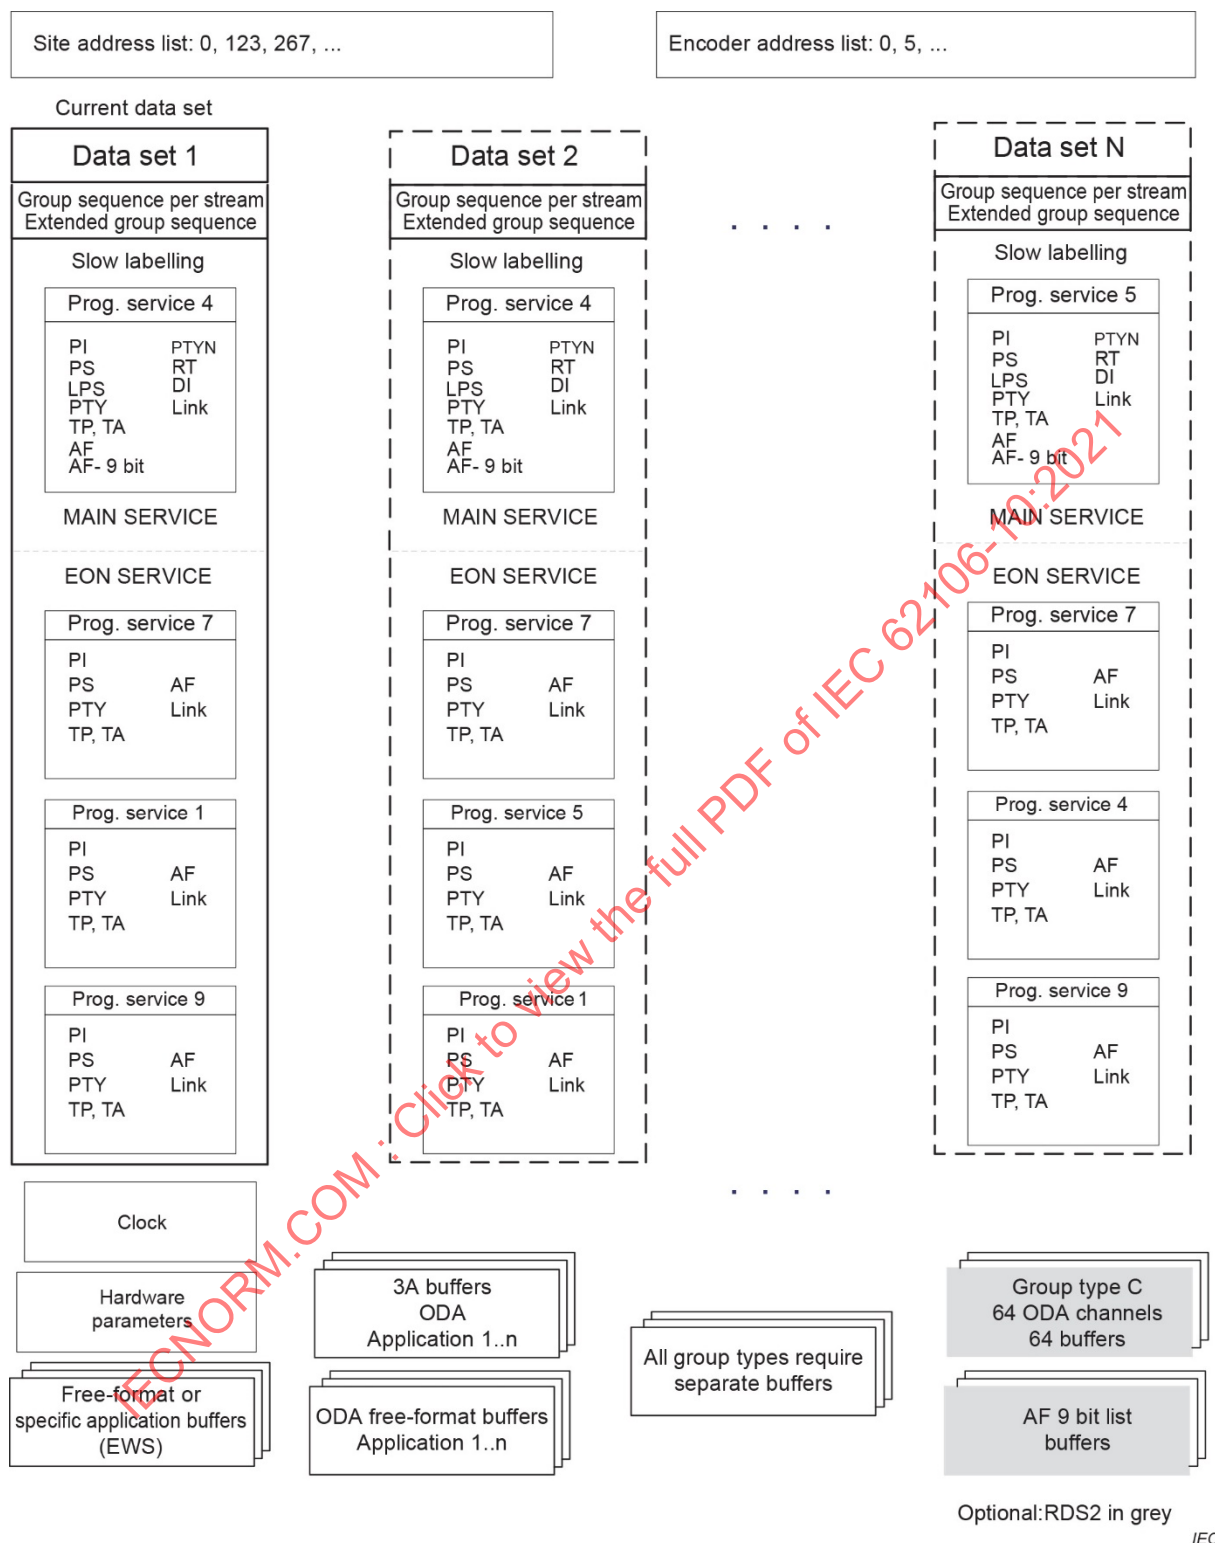 Site address list: 0, 123, 267, ...
Encoder address list: 0, 5, ...
Current data set
Data set 1
Group sequence per stream
Extended group sequence
Slow labelling
Prog. service 4
PI PTYN
PS RT
LPS DI
PTY Link
TP, TA
AF
AF- 9 bit
MAIN SERVICE
EON SERVICE
Prog. service 7
PI
PS AF
PTY Link
TP, TA
Prog. service 1
PI
PS AF
PTY Link
TP, TA
Prog. service 9
PI
PS AF
PTY Link
TP, TA
Data set 2
Group sequence per stream
Extended group sequence
Slow labelling
Prog. service 4
PI PTYN
PS RT
LPS DI
PTY Link
TP, TA
AF
AF- 9 bit
MAIN SERVICE
EON SERVICE
Prog. service 7
PI
PS AF
PTY Link
TP, TA
Prog. service 5
PI
PS AF
PTY Link
TP, TA
Prog. service 1
PI
PS AF
PTY Link
TP, TA
. . . .
Data set N
Group sequence per stream
Extended group sequence
Slow labelling
Prog. service 5
PI PTYN
PS RT
LPS DI
PTY Link
TP, TA
AF
AF- 9 bit
MAIN SERVICE
EON SERVICE
Prog. service 7
PI
PS AF
PTY Link
TP, TA
Prog. service 4
PI
PS AF
PTY Link
TP, TA
Prog. service 9
PI
PS AF
PTY Link
TP, TA
. . . .
Clock
Hardware
parameters
Free-format or
specific application buffers
(EWS)
3A buffers
ODA
Application 1..n
ODA free-format buffers
Application 1..n
All group types require
separate buffers
Group type C
64 ODA channels
64 buffers
AF 9 bit list
buffers
Optional:RDS2 in grey
IEC
IECNORM.COM : Click to view the full PDF of IEC 62106-10:2021